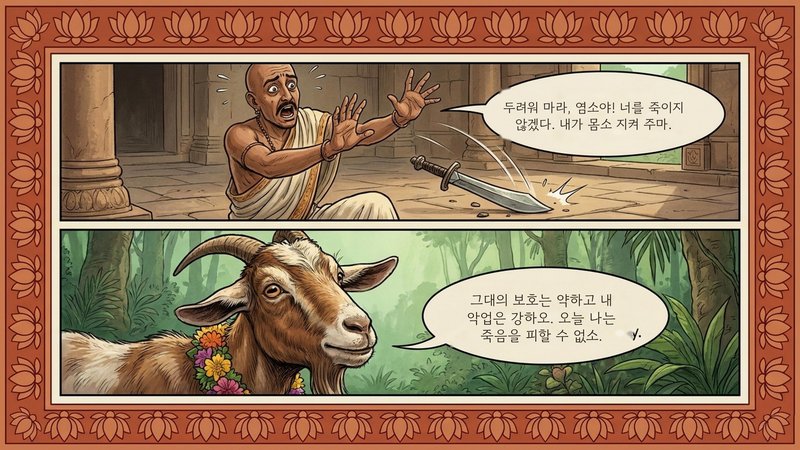 두려워 마라, 염소야! 너를 죽이지
않겠다. 내가 몸소 지켜 주마.
그대의 보호는 약하고 내
악업은 강하오. 오늘 나는
죽음을 피할 수 없소.